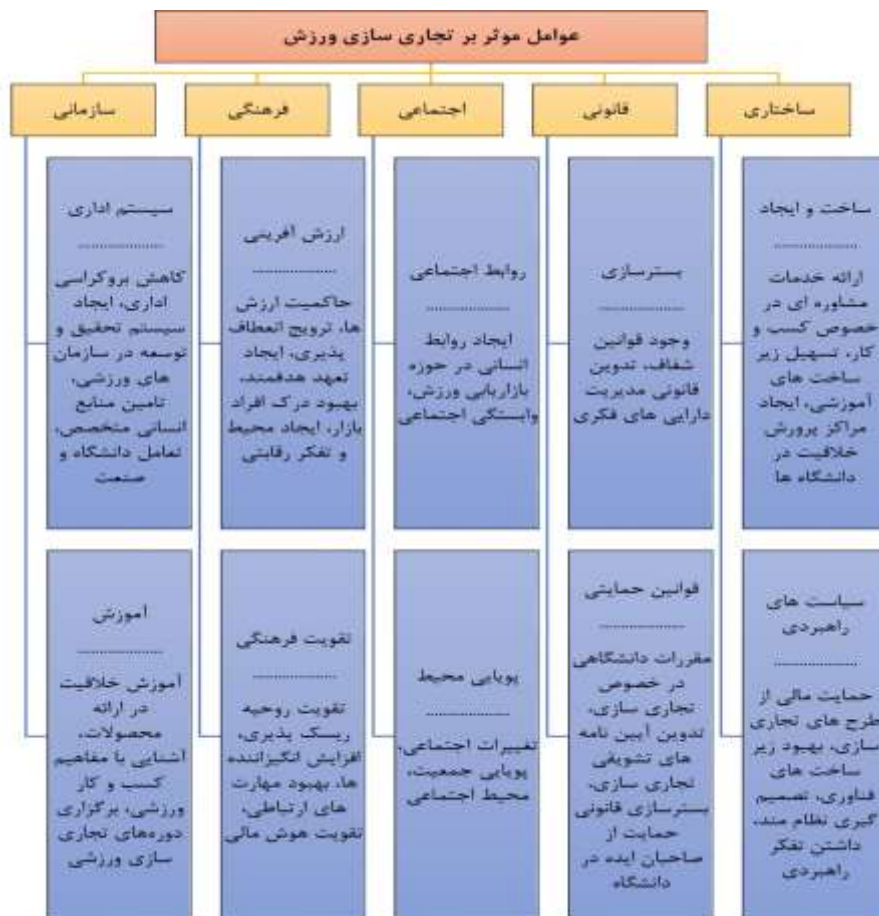 عوامل موثر بر تجاری سازی ورزش
ساختاری
قانونی
اجتماعی
فرهنگی
سازمانی
ساخت و ایجاد
..................
ارائه خدمات
مشاوره ای در
خصوص کسب و
کار، تسهیل زیر
ساخت های
آموزشی، ایجاد
مراکز پرورش
خلاقیت در
دانشگاه ها
بسترسازی
..................
وجود قوانین
شفاف، تدوین
قانونی مدیریت
دارایی های فکری
روابط اجتماعی
..................
ایجاد روابط
انسانی در حوزه
بازاریابی ورزش،
وابستگی اجتماعی
ارزش آفرینی
..................
حاکمیت ارزش
ها، ترویج انعطاف
پذیری، ایجاد
تعهد هدفمند،
بهبود درک افراد
بازار، ایجاد محیط
و تفکر رقابتی
سیستم اداری
..................
کاهش بروکراسی
اداری، ایجاد
سیستم تحقیق و
توسعه در سازمان
های ورزشی،
تامین منابع
انسانی متخصص،
تعامل دانشگاه و
صنعت
سیاست های
راهبردی
..................
حمایت مالی از
طرح های تجاری
سازی، بهبود زیر
ساخت های
فناوری، تصمیم
گیری نظام مند،
داشتن تفکر
راهبردی
قوانین حمایتی
..................
مقررات دانشگاهی
در خصوص
تجاری سازی،
تدوین آیین نامه
های تشویقی
تجاری سازی،
بسترسازی قانونی
حمایت از
صاحبان ایده در
دانشگاه
پویایی محیط
..................
تغییرات اجتماعی،
پویایی جمعیت،
محیط اجتماعی
تقویت فرهنگی
..................
تقویت روحیه
ریسک پذیری،
افزایش انگیزاننده
ها، بهبود مهارت
های ارتباطی،
تقویت هوش مالی
آموزش
..................
آموزش خلاقیت
در ارائه
محصولات،
آشنایی با مفاهیم
کسب و کار
ورزشی، برگزاری
دوره‌های تجاری
سازی ورزشی